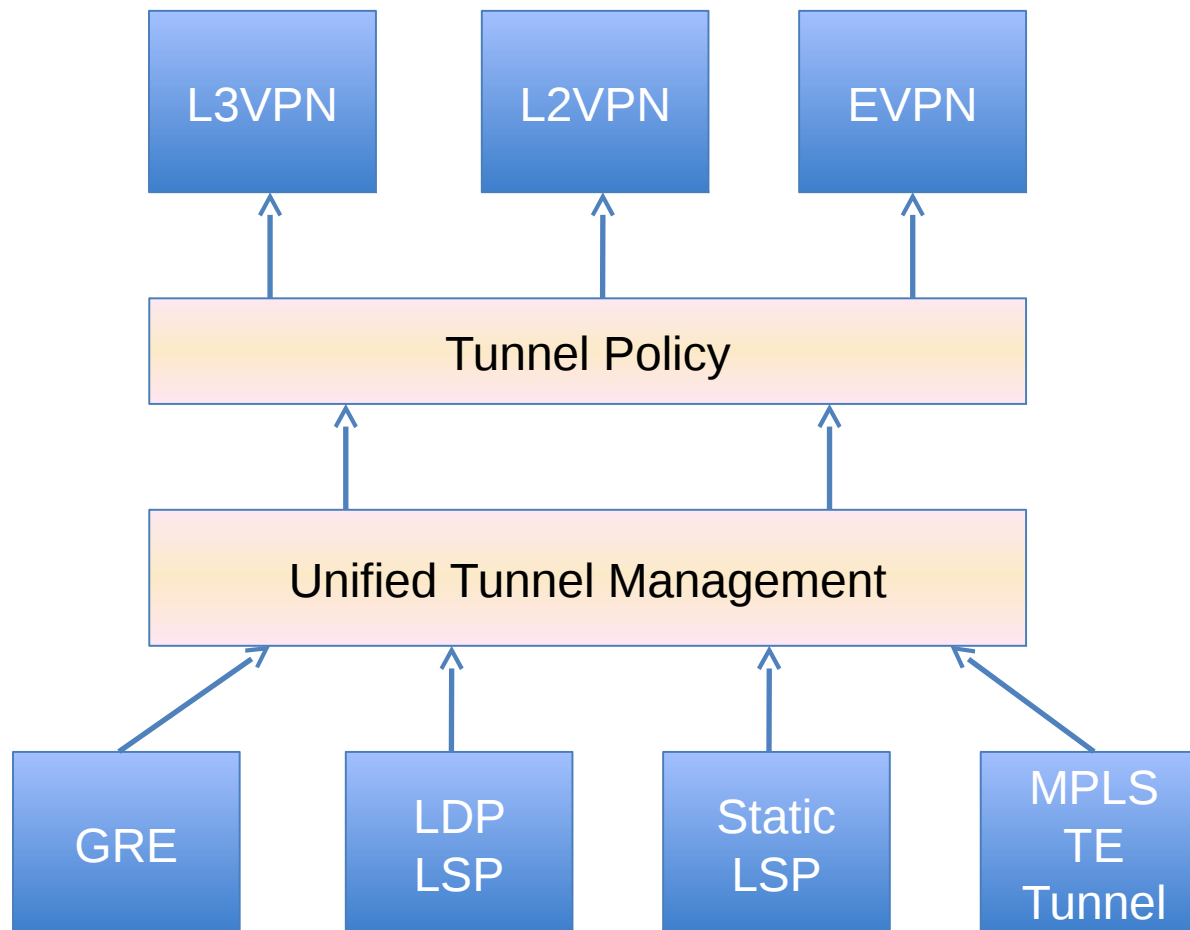 L3VPN
L2VPN
EVPN
Tunnel Policy
Unified Tunnel Management
GRE
LDP
LSP
Static
LSP
MPLS
TE
Tunnel